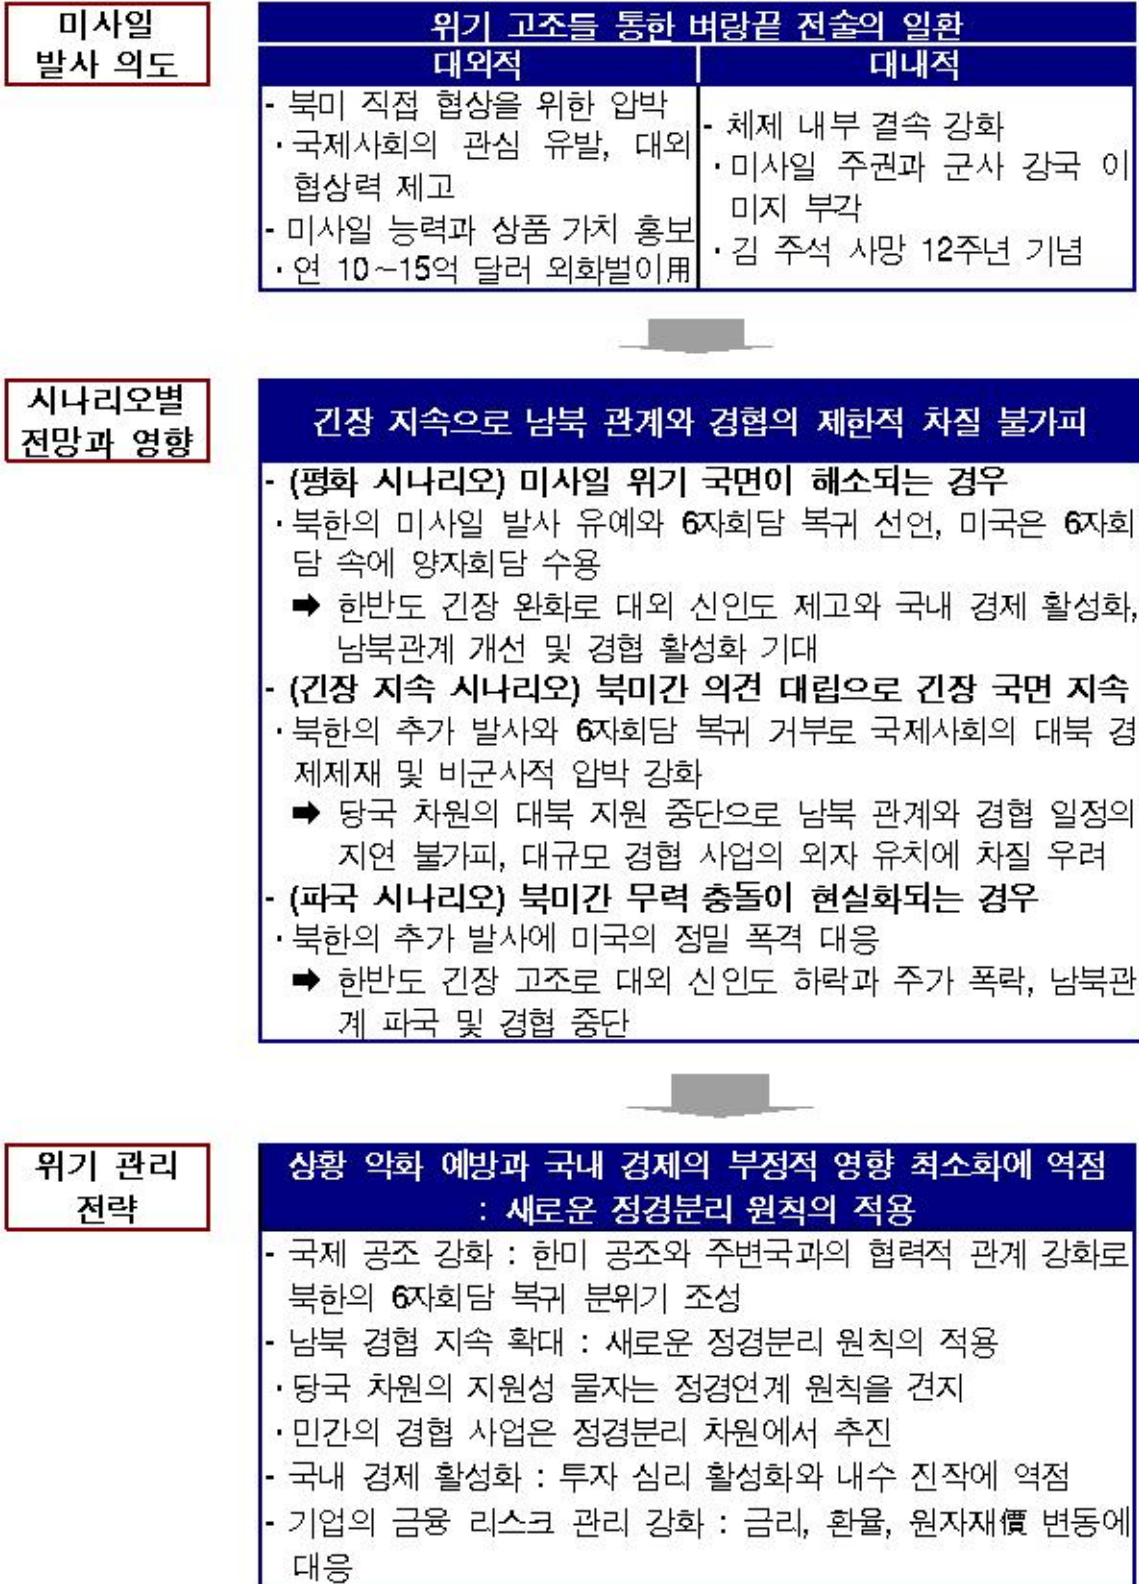 미사일
발사 의도
위기 고조들 통한 벼랑끝 전술의 일환
대외적
대내적
- 북미 직접 협상을 위한 압박
·국제사회의 관심 유발, 대외
협상력 제고
- 미사일 능력과 상품 가치 홍보
·연 10~15억 달러 외화벌이用
- 체제 내부 결속 강화
·미사일 주권과 군사 강국 이
미지 부각
·김 주석 사망 12주년 기념
시나리오별
전망과 영향
긴장 지속으로 남북 관계와 경협의 제한적 차질 불가피
- (평화 시나리오) 미사일 위기 국면이 해소되는 경우
·북한의 미사일 발사 유예와 6자회담 복귀 선언, 미국은 6자회
담 속에 양자회담 수용
➡ 한반도 긴장 완화로 대외 신인도 제고와 국내 경제 활성화,
남북관계 개선 및 경협 활성화 기대
- (긴장 지속 시나리오) 북미간 의견 대립으로 긴장 국면 지속
·북한의 추가 발사와 6자회담 복귀 거부로 국제사회의 대북 경
제제재 및 비군사적 압박 강화
➡ 당국 차원의 대북 지원 중단으로 남북 관계와 경협 일정의
지연 불가피, 대규모 경협 사업의 외자 유치에 차질 우려
- (파국 시나리오) 북미간 무력 충돌이 현실화되는 경우
·북한의 추가 발사에 미국의 정밀 폭격 대응
➡ 한반도 긴장 고조로 대외 신인도 하락과 주가 폭락, 남북관
계 파국 및 경협 중단
위기 관리
전략
상황 악화 예방과 국내 경제의 부정적 영향 최소화에 역점
: 새로운 정경분리 원칙의 적용
- 국제 공조 강화 : 한미 공조와 주변국과의 협력적 관계 강화로
북한의 6자회담 복귀 분위기 조성
- 남북 경협 지속 확대 : 새로운 정경분리 원칙의 적용
·당국 차원의 지원성 물자는 정경연계 원칙을 견지
·민간의 경협 사업은 정경분리 차원에서 추진
- 국내 경제 활성화 : 투자 심리 활성화와 내수 진작에 역점
- 기업의 금융 리스크 관리 강화 : 금리, 환율, 원자재價 변동에
대응